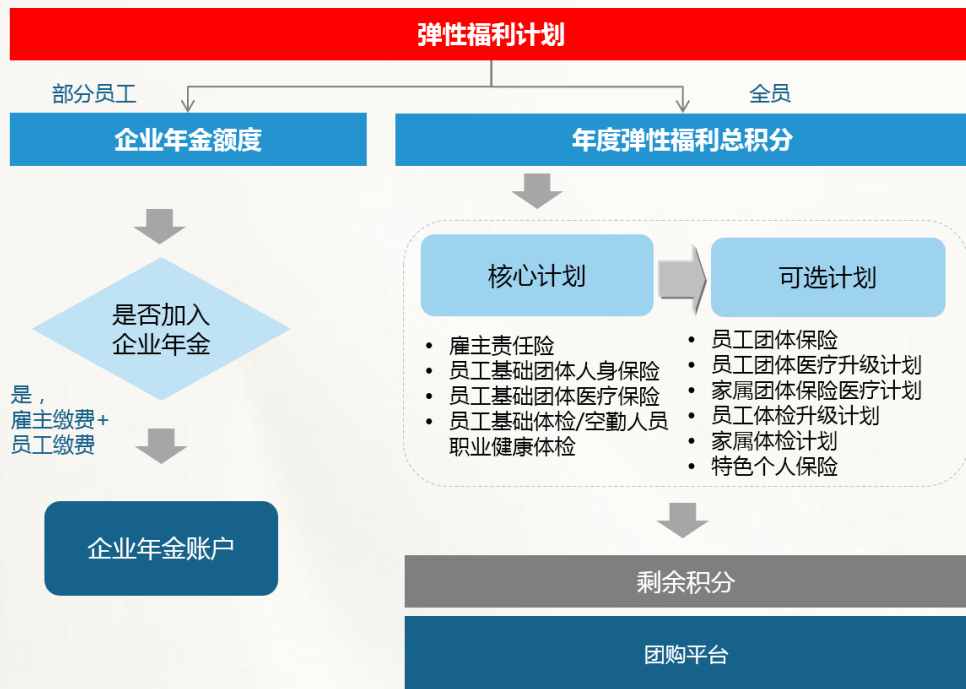 弹性福利计划
部分员工
全员
企业年金额度
年度弹性福利总积分
是否加入
企业年金
是，
雇主缴费+
员工缴费
企业年金账户
核心计划
可选计划
• 雇主责任险
• 员工基础团体人身保险
• 员工基础团体医疗保险
• 员工基础体检/空勤人员
职业健康体检
• 员工团体保险
• 员工团体医疗升级计划
• 家属团体保险医疗计划
• 员工体检升级计划
• 家属体检计划
• 特色个人保险
剩余积分
团购平台